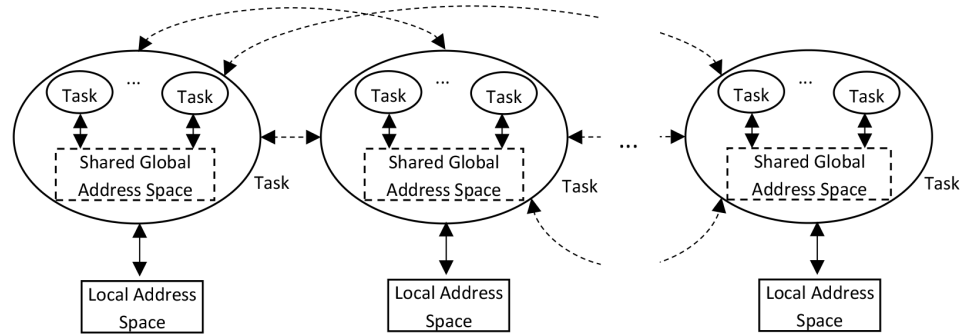 ... ... ...
Task Task Task Task Task Task
Shared Global Shared Global Shared Global
Address Space Address Space Address Space
...
Task Task Task
Local Address Local Address Local Address
Space Space Space